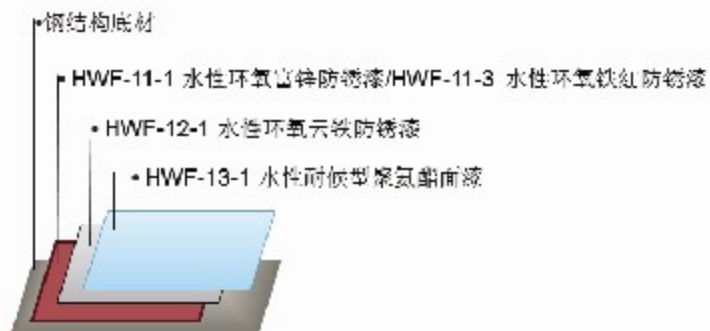 •钢结构底材
• HWF-11-1 水性环氧富锌防锈漆/HWF-11-3 水性环氧铁红防锈漆
• HWF-12-1 水性环氧云铁防锈漆
• HWF-13-1 水性耐候型聚氨酯面漆